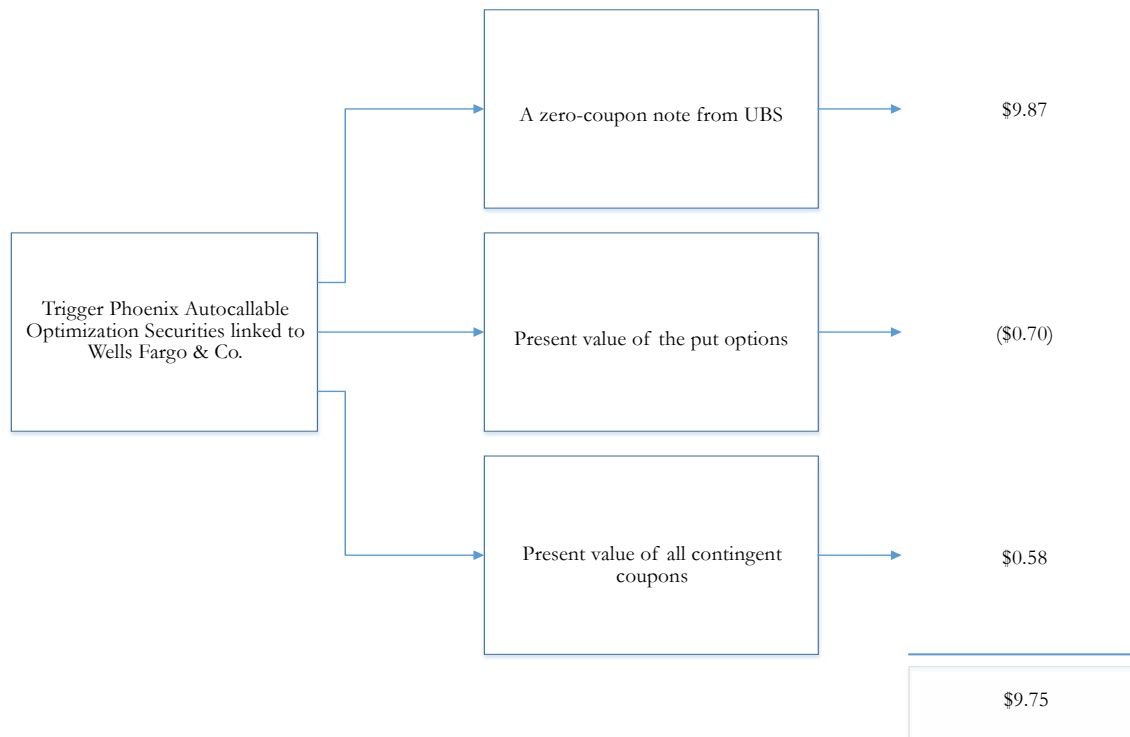 A zero-coupon note from UBS
$9.87
Trigger Phoenix Autocallable
Optimization Securities linked to
Wells Fargo & Co.
Present value of the put options
($0.70)
Present value of all contingent
coupons
$0.58
$9.75